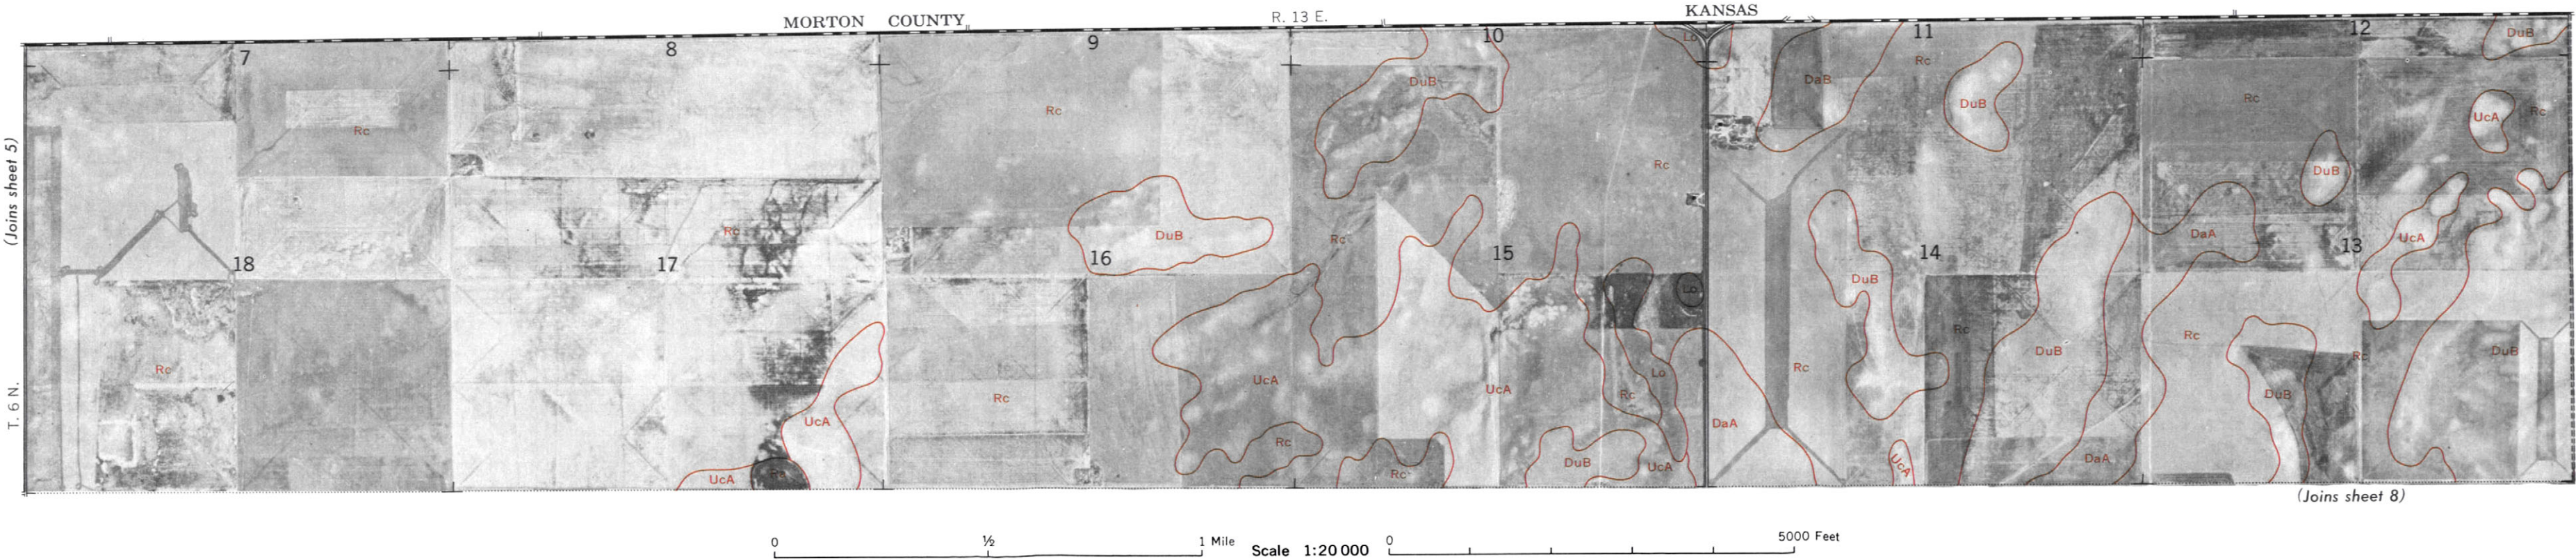 MORTON COUNTY
R. 13 E.
KANSAS
7
8
9
10
11
12
(Joins sheet 5)
T. 6 N.
Rc
Rc
DuB
Lo
DaB
Rc
DuB
Rc
DuB
UcA
Rc
Rc
DuB
Rc
DuB
Rc
DuB
DaA
UcA
18
17
16
15
14
13
DuB
Lo
Rc
UcA
Rc
UcA
UcA
Rc
Lo
Rc
Rc
DuB
Rc
DuB
Rc
DuB
UcA
DaA
Rc
Rc
DuB
UcA
UcA
DaA
UcA
(Joins sheet 8)
0 ½ 1 Mile
Scale 1:20 000
0 5000 Feet